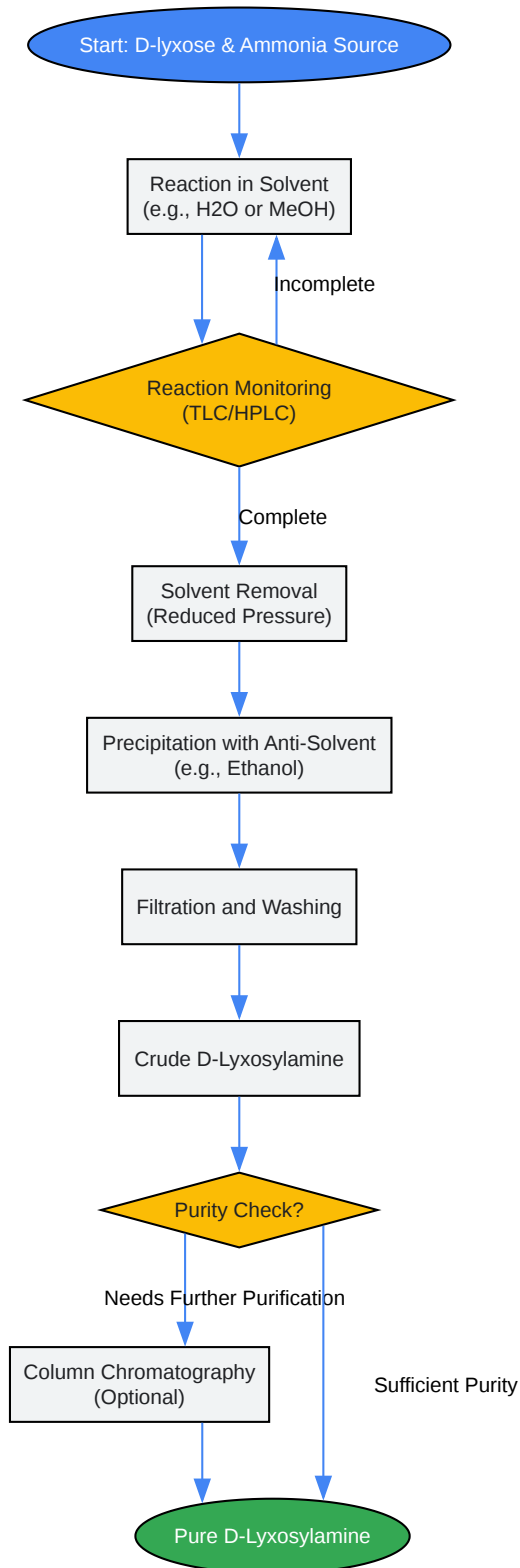 Start: D-lyxose & Ammonia Source
Reaction in Solvent
(e.g., H2O or MeOH)
Incomplete
Reaction Monitoring
(TLC/HPLC)
Complete
Solvent Removal
(Reduced Pressure)
Precipitation with Anti-Solvent
(e.g., Ethanol)
Filtration and Washing
Crude D-Lyxosylamine
Purity Check?
Needs Further Purification
Column Chromatography
(Optional)
Sufficient Purity
Pure D-Lyxosylamine